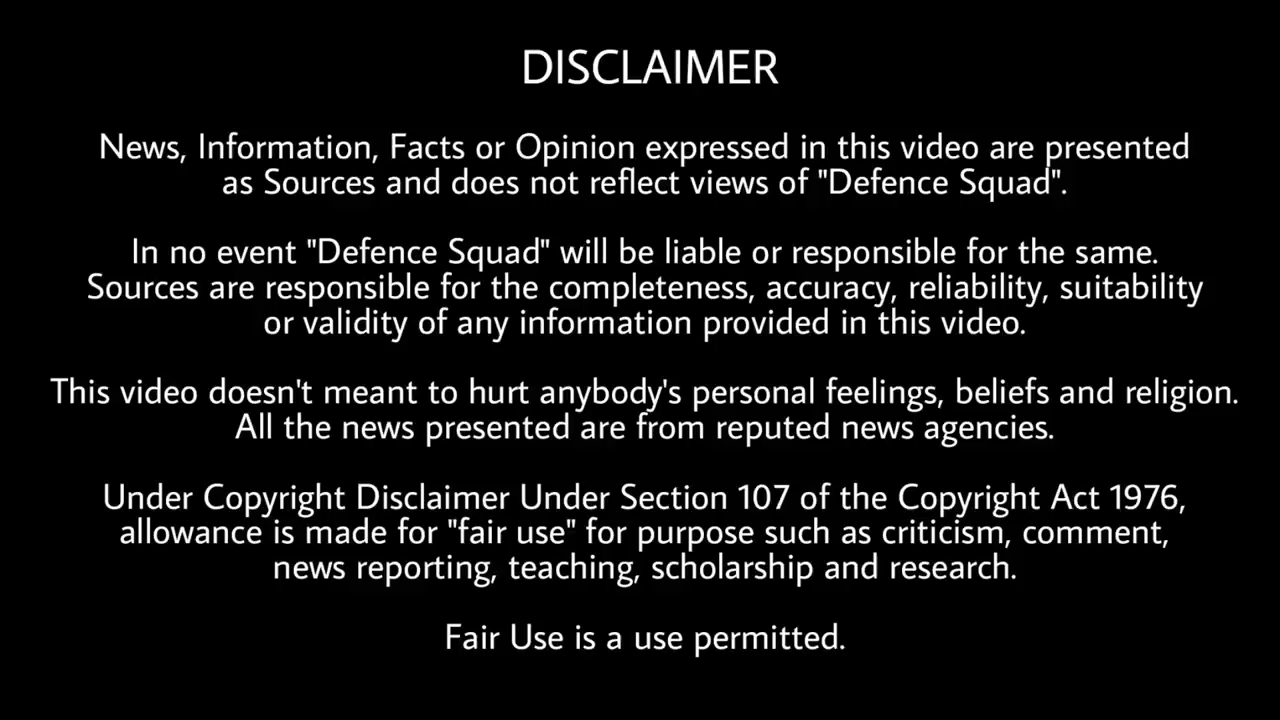 DISCLAIMER
News, Information, Facts or Opinion expressed in this video are presented
as Sources and does not reflect views of "Defence Squad".
In no event "Defence Squad" will be liable or responsible for the same.
Sources are responsible for the completeness, accuracy, reliability, suitability
or validity of any information provided in this video.
This video doesn't meant to hurt anybody's personal feelings, beliefs and religion.
All the news presented are from reputed news agencies.
Under Copyright Disclaimer Under Section 107 of the Copyright Act 1976,
allowance is made for "fair use" for purpose such as criticism, comment,
news reporting, teaching, scholarship and research.
Fair Use is a use permitted.